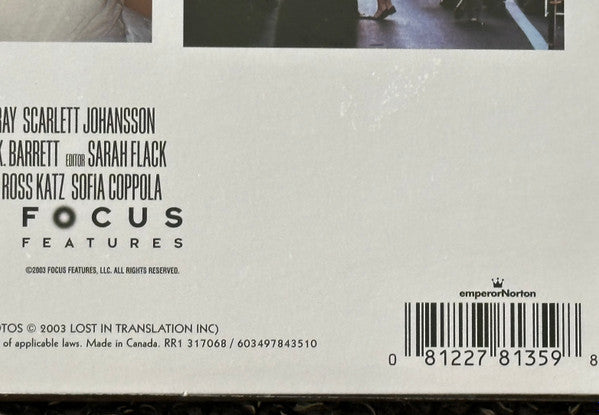 RAY SCARLETT JOHANSSON
K. BARRETT EDITOR SARAH FLACK
ROSS KATZ SOFIA COPPOLA
FOCUS
FEATURES
©2003 FOCUS FEATURES, LLC. ALL RIGHTS RESERVED.
OTOS © 2003 LOST IN TRANSLATION INC)
of applicable laws. Made in Canada. RR1 317068 / 603497843510
emperorNorton
0 81227 81359 8